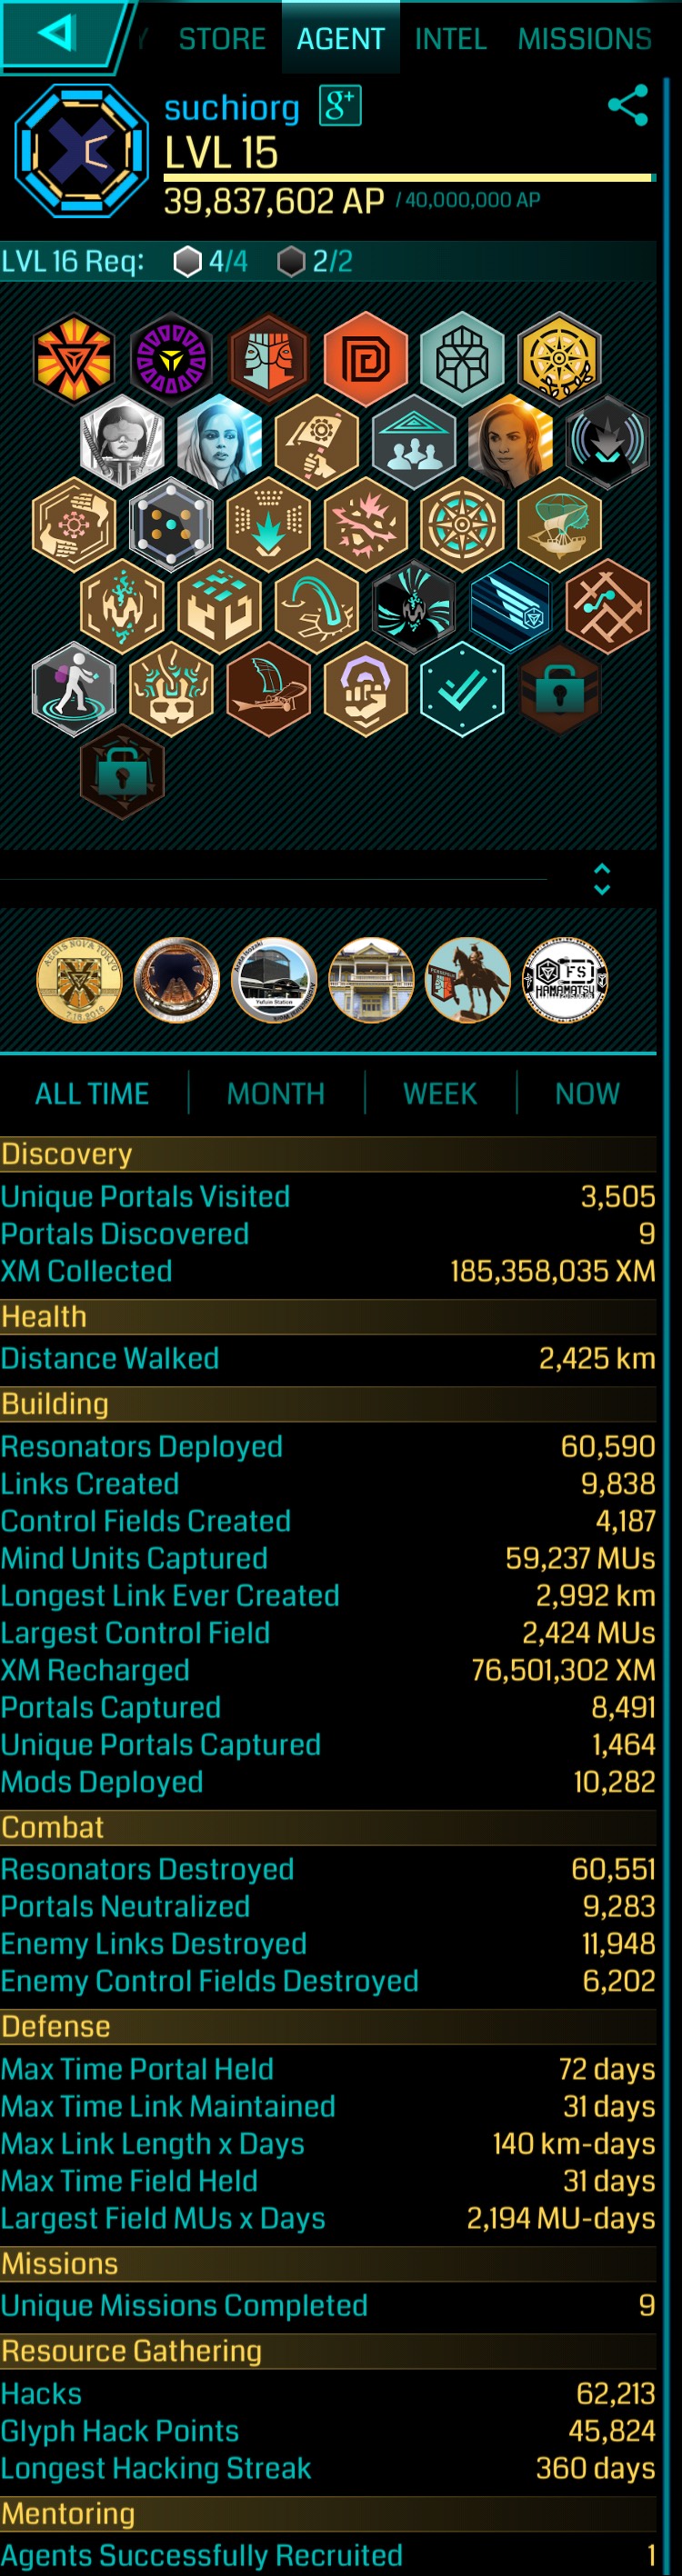 Y STORE AGENT INTEL MISSIONS
suchiorg g+
LVL 15
39,837,602 AP / 40,000,000 AP
LVL 16 Req: 4/4 2/2
AEGIS NOVA TOKYO
7.16.2016
Arata Isozaki
Yufuin Station
FS
HAMAMATSU
ALL TIME MONTH WEEK NOW
Discovery
Unique Portals Visited 3,505
Portals Discovered 9
XM Collected 185,358,035 XM
Health
Distance Walked 2,425 km
Building
Resonators Deployed 60,590
Links Created 9,838
Control Fields Created 4,187
Mind Units Captured 59,237 MUs
Longest Link Ever Created 2,992 km
Largest Control Field 2,424 MUs
XM Recharged 76,501,302 XM
Portals Captured 8,491
Unique Portals Captured 1,464
Mods Deployed 10,282
Combat
Resonators Destroyed 60,551
Portals Neutralized 9,283
Enemy Links Destroyed 11,948
Enemy Control Fields Destroyed 6,202
Defense
Max Time Portal Held 72 days
Max Time Link Maintained 31 days
Max Link Length x Days 140 km-days
Max Time Field Held 31 days
Largest Field MUs x Days 2,194 MU-days
Missions
Unique Missions Completed 9
Resource Gathering
Hacks 62,213
Glyph Hack Points 45,824
Longest Hacking Streak 360 days
Mentoring
Agents Successfully Recruited 1